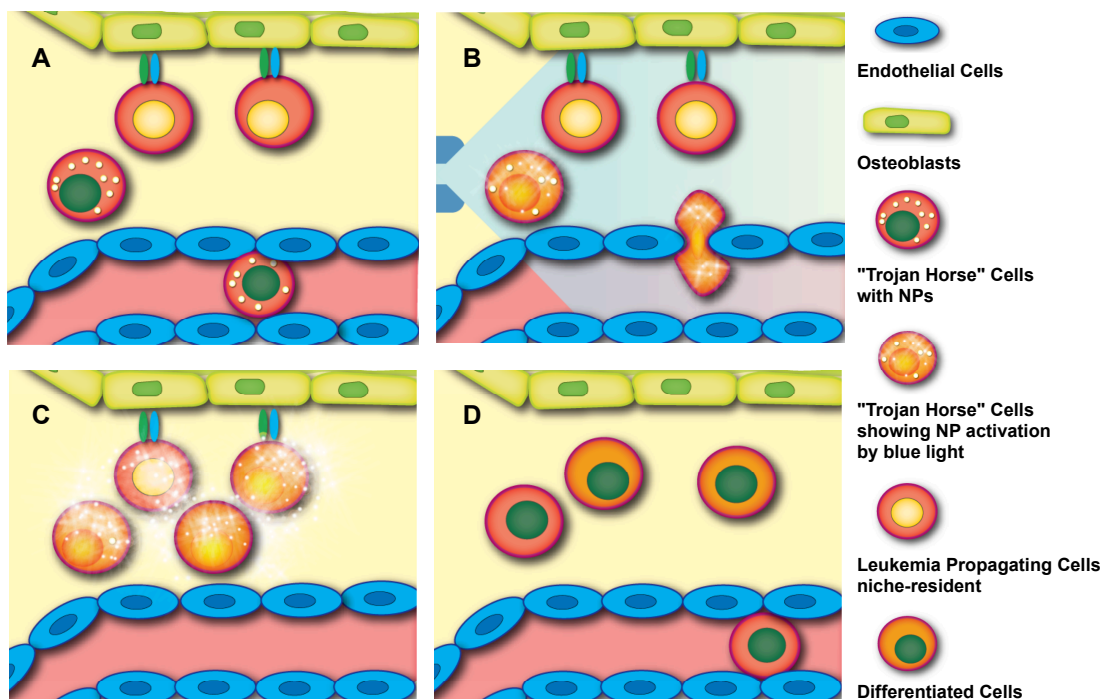 A
B
C
D
Endothelial Cells
Osteoblasts
"Trojan Horse" Cells
with NPs
"Trojan Horse" Cells
showing NP activation
by blue light
Leukemia Propagating Cells
niche-resident
Differentiated Cells